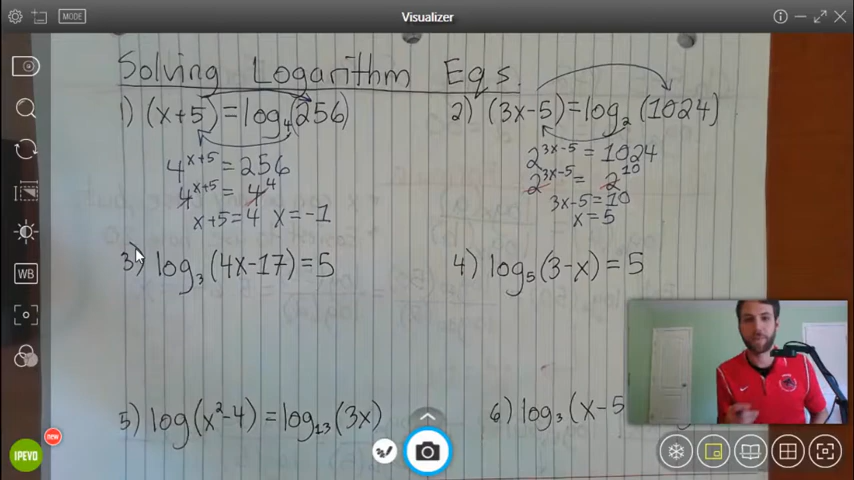 MODE
Visualizer
Solving Logarithm Eqs.
1) (x+5) = log₄(256)
4^(x+5) = 256
4^(x+5) = 4^4
x+5=4 x=-1
2) (3x-5)=log₂(1024)
2^(3x-5) = 1024
2^(3x-5) = 2^10
3x-5=10
x=5
3) log₃(4x-17)=5
4) log₅(3-x)=5
5) log(x²-4) = log₁₃(3x)
6) log₃(x-5
WB
new
IPEVO